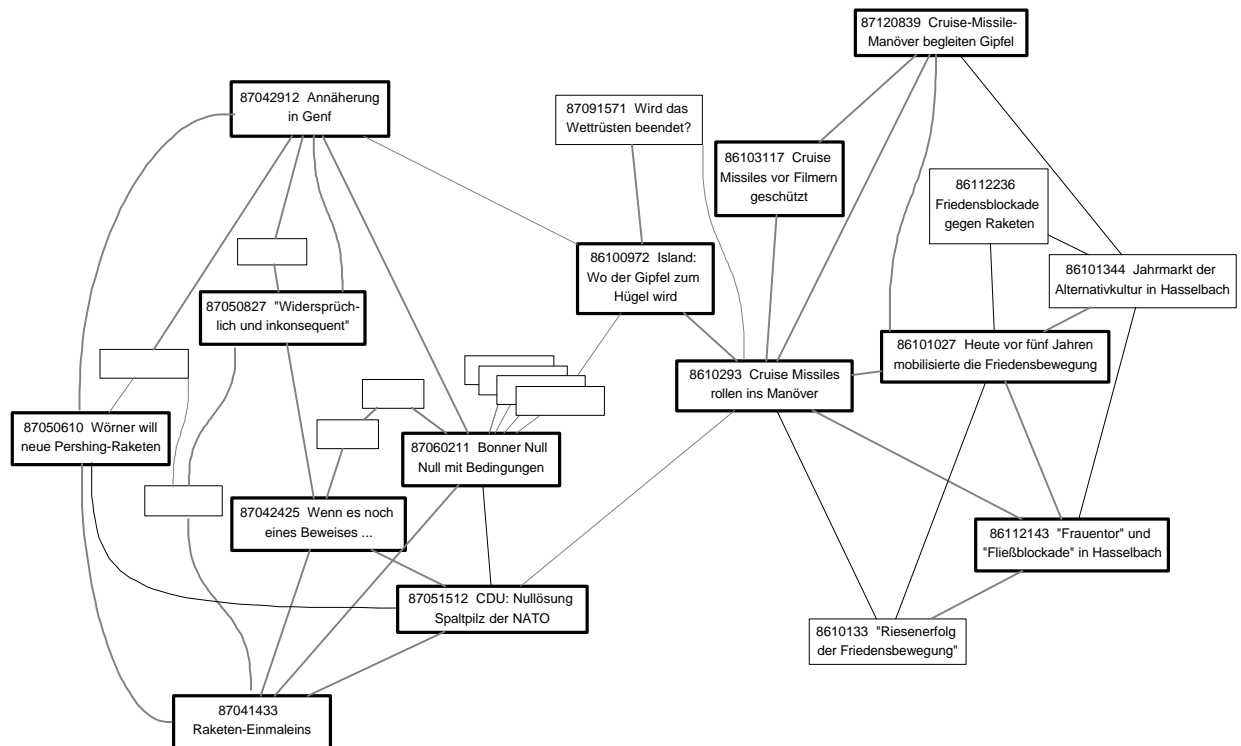 87120839 Cruise-Missile-
Manöver begleiten Gipfel
87042912 Annäherung
in Genf
87091571 Wird das
Wettrüsten beendet?
86103117 Cruise
Missiles vor Filmern
geschützt
86112236
Friedensblockade
gegen Raketen
86100972 Island:
Wo der Gipfel zum
Hügel wird
86101344 Jahrmarkt der
Alternativkultur in Hasselbach
87050827 "Widersprüch-
lich und inkonsequent"
86101027 Heute vor fünf Jahren
mobilisierte die Friedensbewegung
8610293 Cruise Missiles
rollen ins Manöver
87050610 Wörner will
neue Pershing-Raketen
87060211 Bonner Null
Null mit Bedingungen
87042425 Wenn es noch
eines Beweises ...
86112143 "Frauentor" und
"Fließblockade" in Hasselbach
87051512 CDU: Nullösung
Spaltpilz der NATO
8610133 "Riesenerfolg
der Friedensbewegung"
87041433
Raketen-Einmaleins